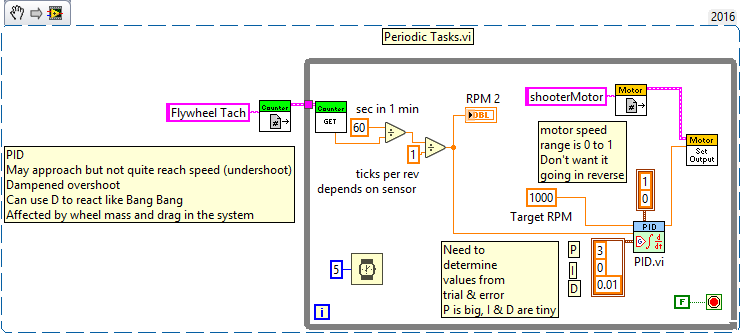 2016
Periodic Tasks.vi
Flywheel Tach
Counter
Counter
GET
sec in 1 min
60
1
ticks per rev
depends on sensor
RPM 2
DBL
shooterMotor
Motor
Motor
Set
Output
motor speed
range is 0 to 1
Don't want it
going in reverse
PID
May approach but not quite reach speed (undershoot)
Dampened overshoot
Can use D to react like Bang Bang
Affected by wheel mass and drag in the system
1000
Target RPM
1
0
PID
PID.vi
5
Need to
determine
values from
trial & error
P is big, I & D are tiny
P
I
D
3
0
0.01
i
F